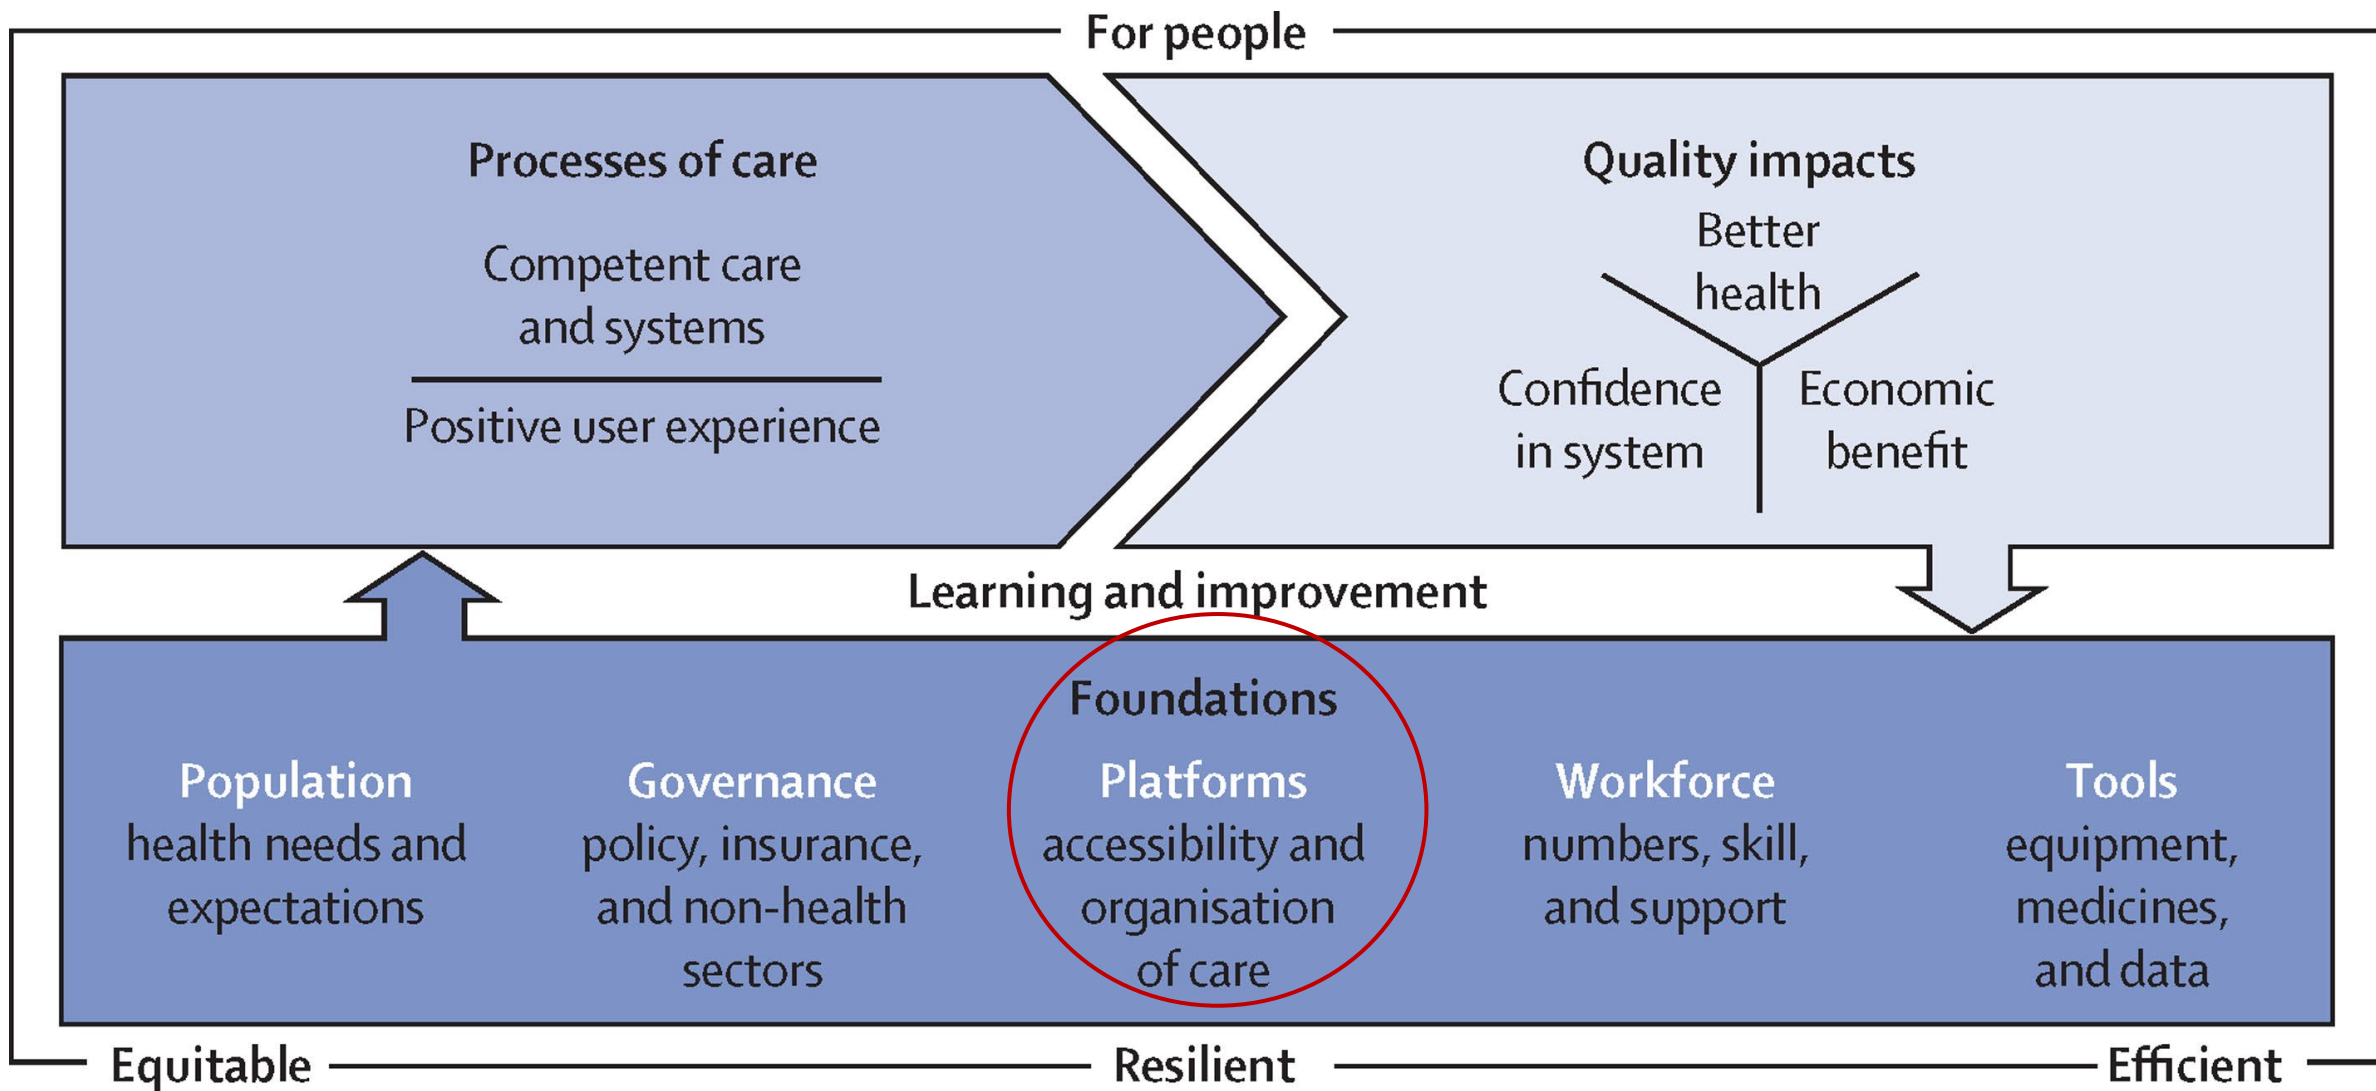 For people
Processes of care
Competent care
and systems
Positive user experience
Quality impacts
Better
health
Confidence
in system
Economic
benefit
Learning and improvement
Foundations
Population
health needs and
expectations
Governance
policy, insurance,
and non-health
sectors
Platforms
accessibility and
organisation
of care
Workforce
numbers, skill,
and support
Tools
equipment,
medicines,
and data
Equitable
Resilient
Efficient